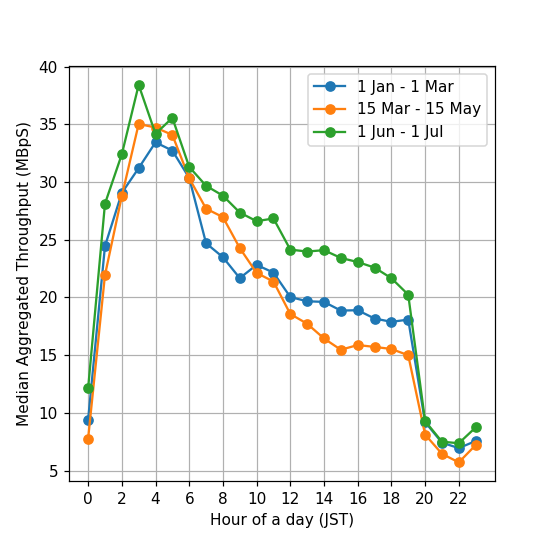 40
35
30
25
20
15
10
5
Median Aggregated Throughput (MBpS)
1 Jan - 1 Mar
15 Mar - 15 May
1 Jun - 1 Jul
0 2 4 6 8 10 12 14 16 18 20 22
Hour of a day (JST)